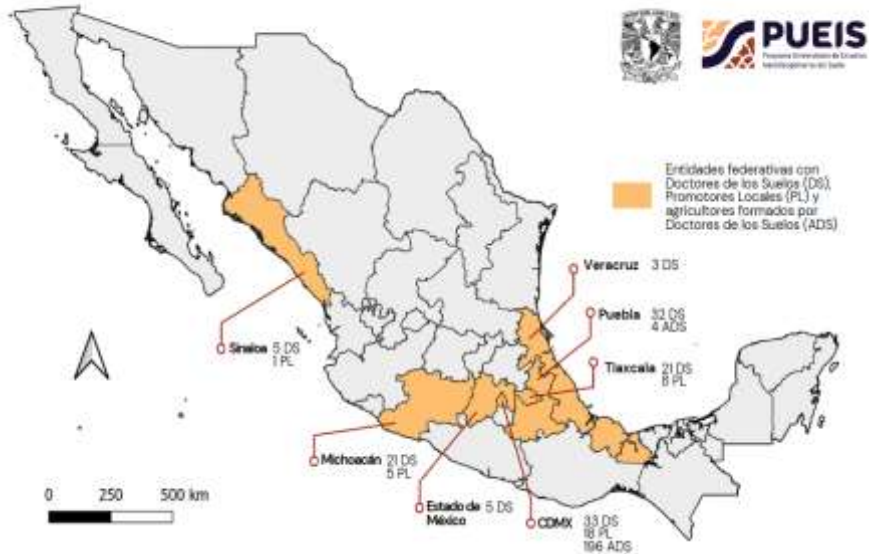 PUEIS
Programa Universitario de Estudios
Interdisciplinarios del Suelo
Entidades federativas con
Doctores de los Suelos (DS),
Promotores Locales (PL) y
agricultores formados por
Doctores de los Suelos (ADS)
Veracruz 3 DS
Puebla 32 DS
4 ADS
Tlaxcala 21 DS
8 PL
Sinaloa 5 DS
1 PL
Michoacán 21 DS
5 PL
Estado de 5 DS
México
CDMX 33 DS
18 PL
196 ADS
0 250 500 km